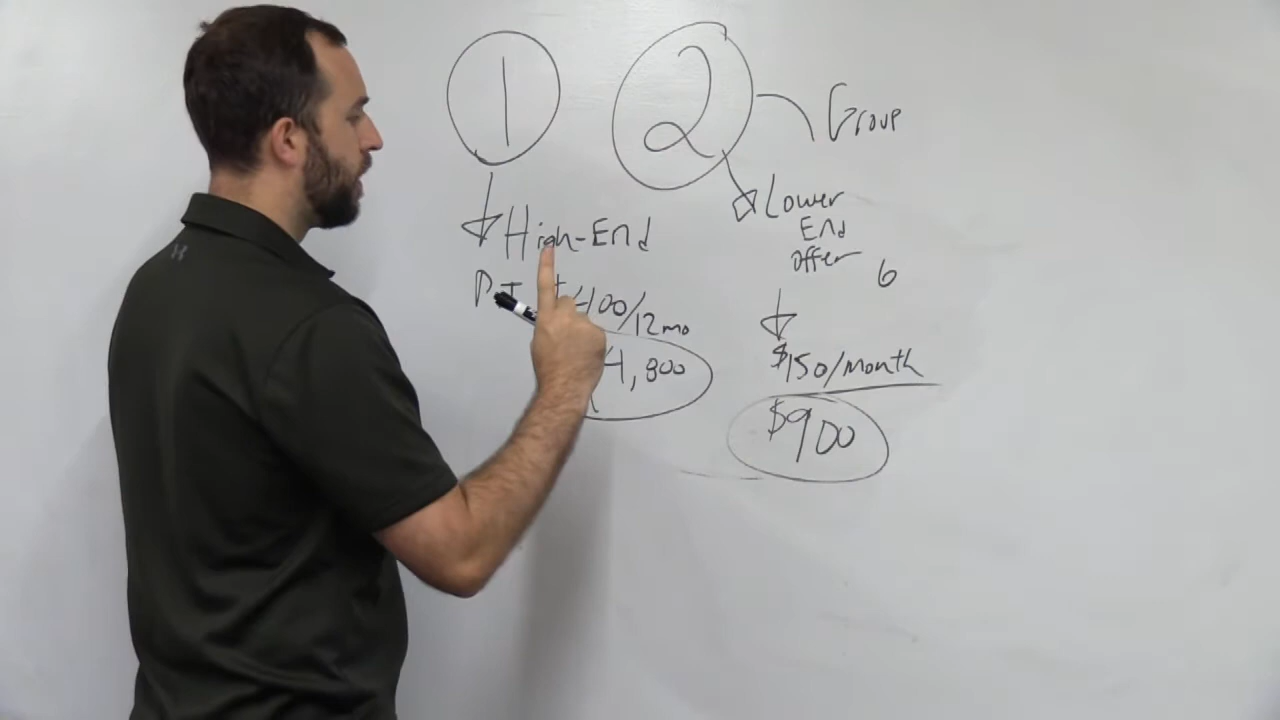 1
High-End
400/12mo
4,800
2
Group
Lower
End
offer
6
$150/month
$900